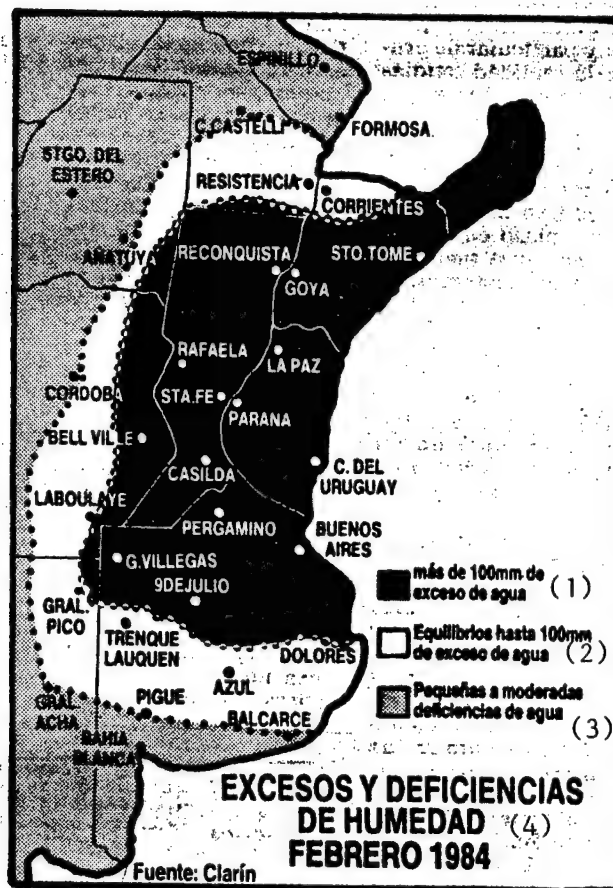 ESPINILLO
C. CASTELLI
FORMOSA
STGO. DEL
ESTERO
RESISTENCIA
CORRIENTES
AÑATUYA
RECONQUISTA
STO. TOME
GOYA
RAFAELA
LA PAZ
CORDOBA
STA. FE
PARANA
BELL VILLE
CASILDA
C. DEL
URUGUAY
LABOULAYE
PERGAMINO
BUENOS
AIRES
G. VILLEGAS
9 DE JULIO
más de 100mm de
exceso de agua (1)
GRAL.
PICO
TRENQUE
LAUQUEN
DOLORES
Equilibrios hasta 100mm
de exceso de agua (2)
AZUL
GRAL.
ACHA
PIGUE
BALCARCE
Pequeñas a moderadas
deficiencias de agua (3)
BAHIA
BLANCA
EXCESOS Y DEFICIENCIAS
DE HUMEDAD (4)
FEBRERO 1984
Fuente: Clarín